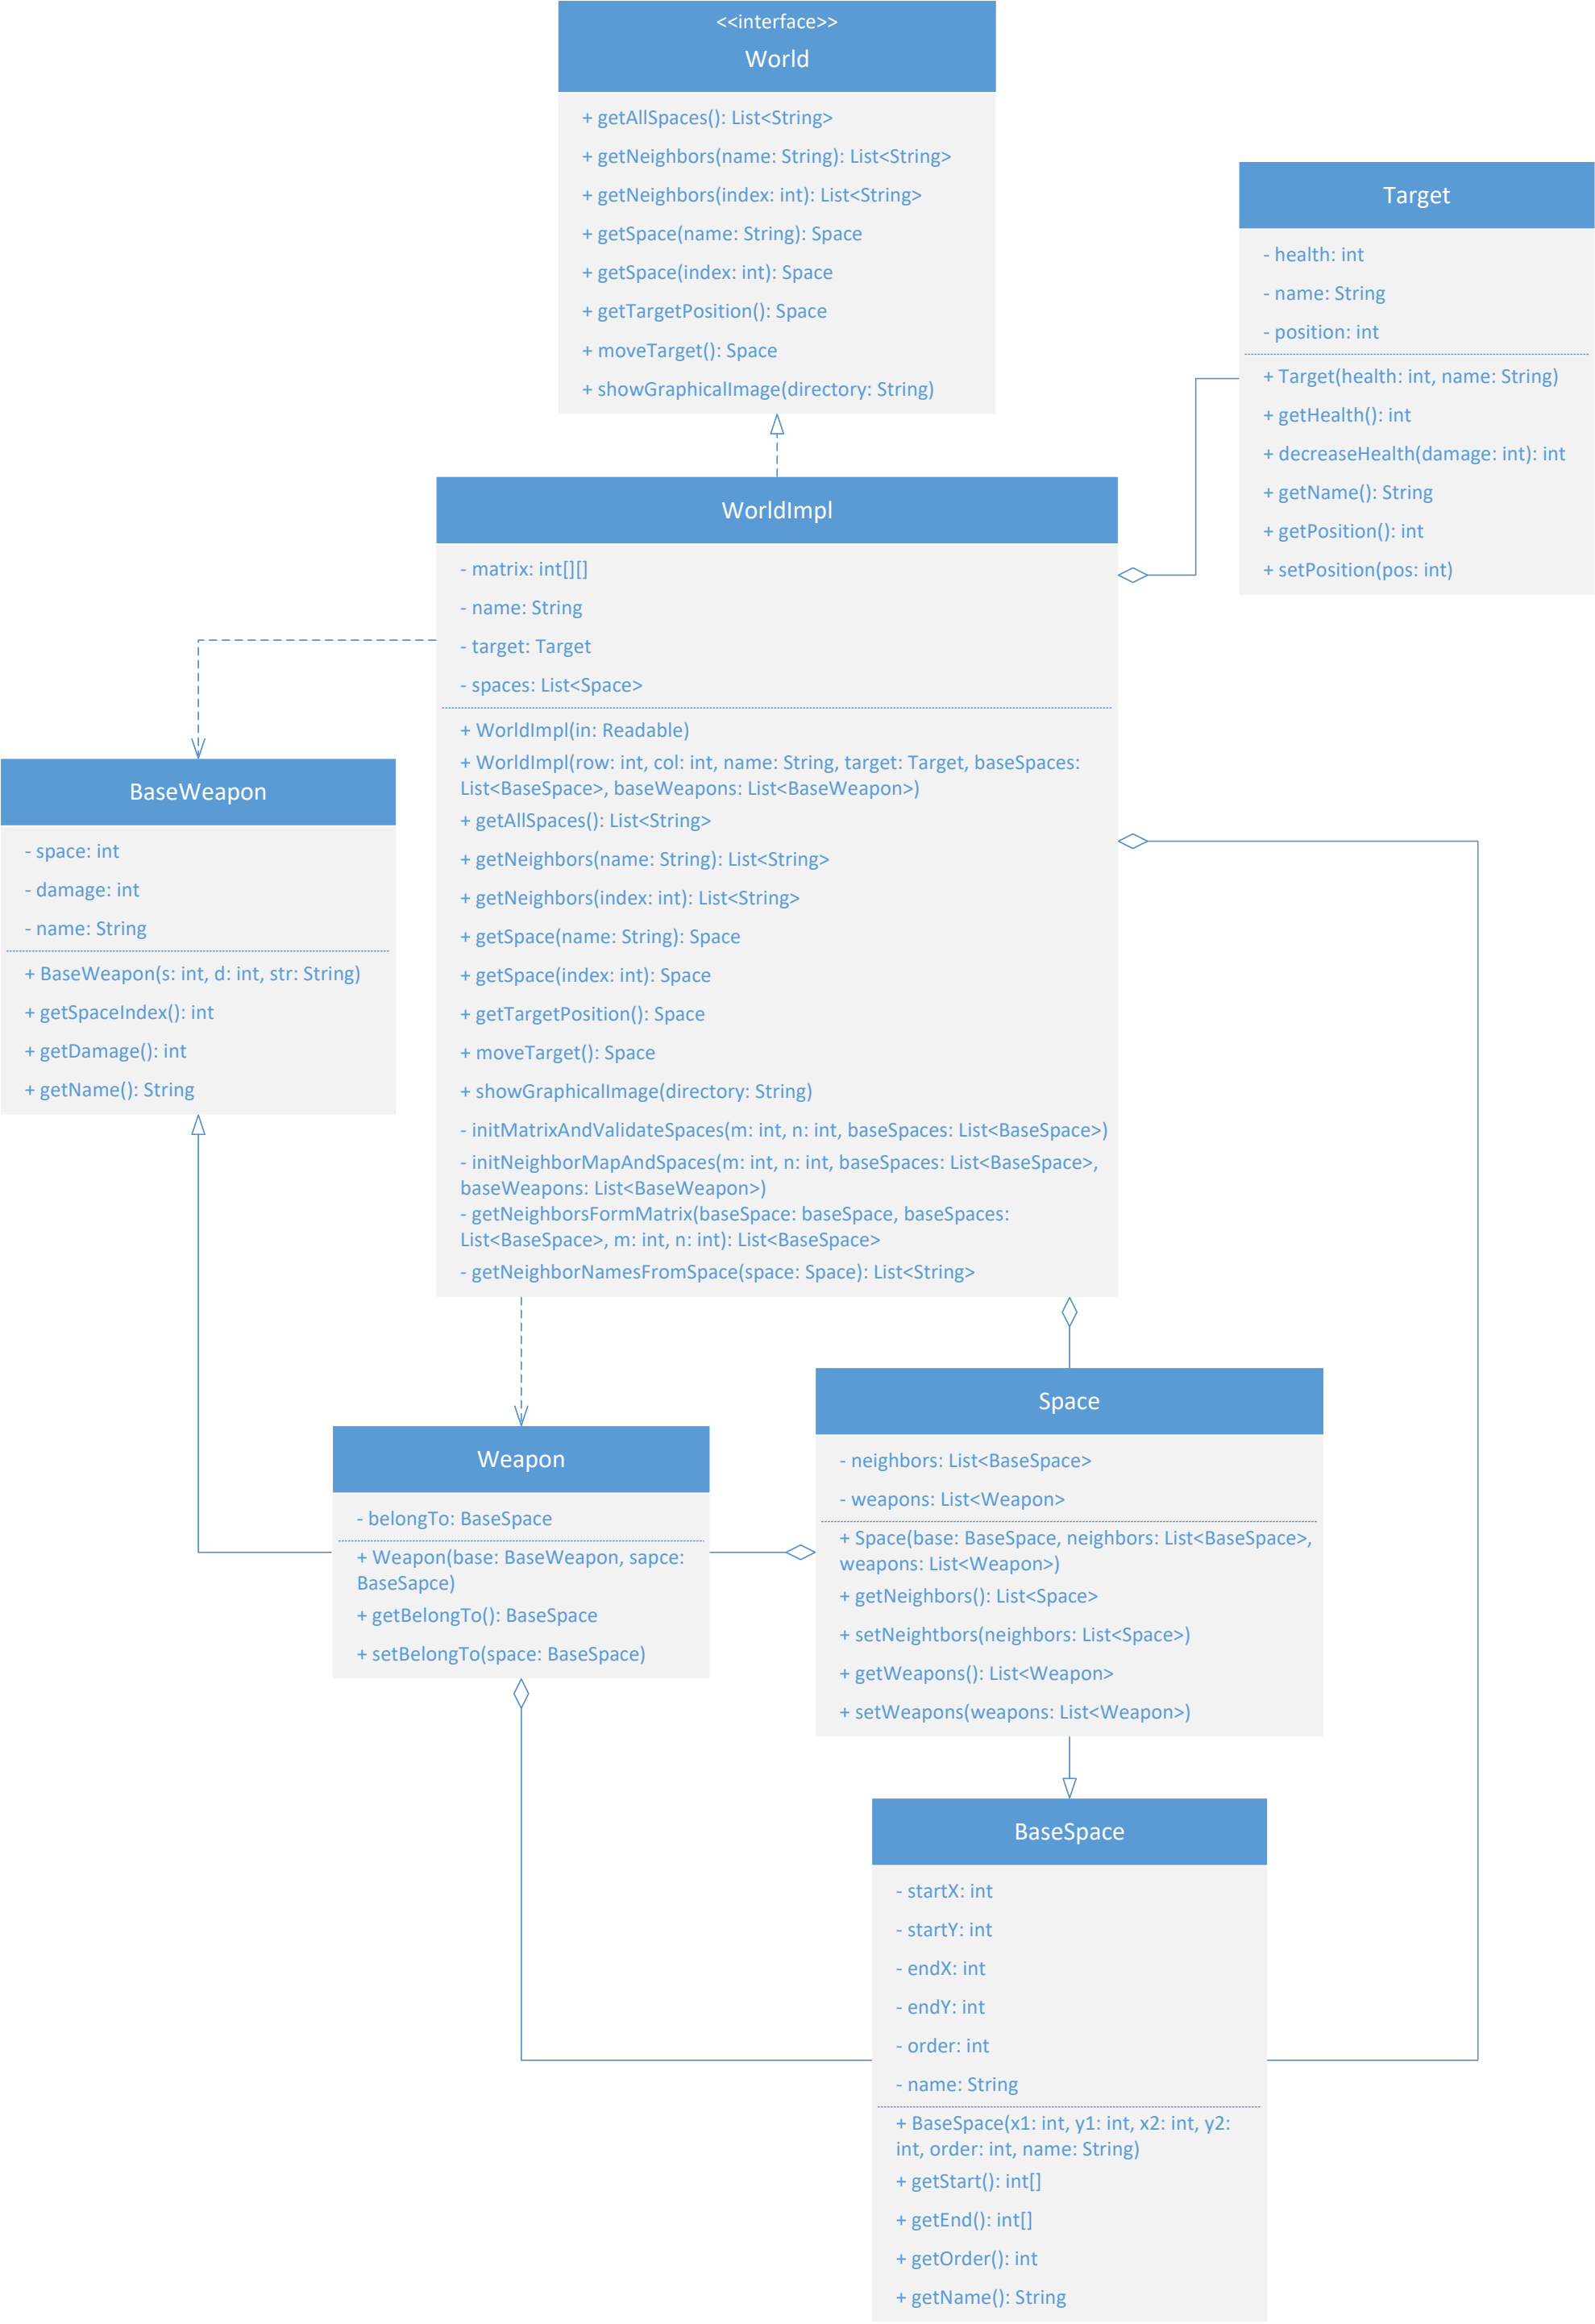 <<interface>>
World
+ getAllSpaces(): List<String>
+ getNeighbors(name: String): List<String>
+ getNeighbors(index: int): List<String>
+ getSpace(name: String): Space
+ getSpace(index: int): Space
+ getTargetPosition(): Space
+ moveTarget(): Space
+ showGraphicalImage(directory: String)
Target
- health: int
- name: String
- position: int
+ Target(health: int, name: String)
+ getHealth(): int
+ decreaseHealth(damage: int): int
+ getName(): String
+ getPosition(): int
+ setPosition(pos: int)
WorldImpl
- matrix: int[][]
- name: String
- target: Target
- spaces: List<Space>
+ WorldImpl(in: Readable)
+ WorldImpl(row: int, col: int, name: String, target: Target, baseSpaces:
List<BaseSpace>, baseWeapons: List<BaseWeapon>)
+ getAllSpaces(): List<String>
+ getNeighbors(name: String): List<String>
+ getNeighbors(index: int): List<String>
+ getSpace(name: String): Space
+ getSpace(index: int): Space
+ getTargetPosition(): Space
+ moveTarget(): Space
+ showGraphicalImage(directory: String)
- initMatrixAndValidateSpaces(m: int, n: int, baseSpaces: List<BaseSpace>)
- initNeighborMapAndSpaces(m: int, n: int, baseSpaces: List<BaseSpace>,
baseWeapons: List<BaseWeapon>)
- getNeighborsFormMatrix(baseSpace: baseSpace, baseSpaces:
List<BaseSpace>, m: int, n: int): List<BaseSpace>
- getNeighborNamesFromSpace(space: Space): List<String>
BaseWeapon
- space: int
- damage: int
- name: String
+ BaseWeapon(s: int, d: int, str: String)
+ getSpaceIndex(): int
+ getDamage(): int
+ getName(): String
Weapon
- belongTo: BaseSpace
+ Weapon(base: BaseWeapon, sapce:
BaseSapce)
+ getBelongTo(): BaseSpace
+ setBelongTo(space: BaseSpace)
Space
- neighbors: List<BaseSpace>
- weapons: List<Weapon>
+ Space(base: BaseSpace, neighbors: List<BaseSpace>,
weapons: List<Weapon>)
+ getNeighbors(): List<Space>
+ setNeightbors(neighbors: List<Space>)
+ getWeapons(): List<Weapon>
+ setWeapons(weapons: List<Weapon>)
BaseSpace
- startX: int
- startY: int
- endX: int
- endY: int
- order: int
- name: String
+ BaseSpace(x1: int, y1: int, x2: int, y2:
int, order: int, name: String)
+ getStart(): int[]
+ getEnd(): int[]
+ getOrder(): int
+ getName(): String